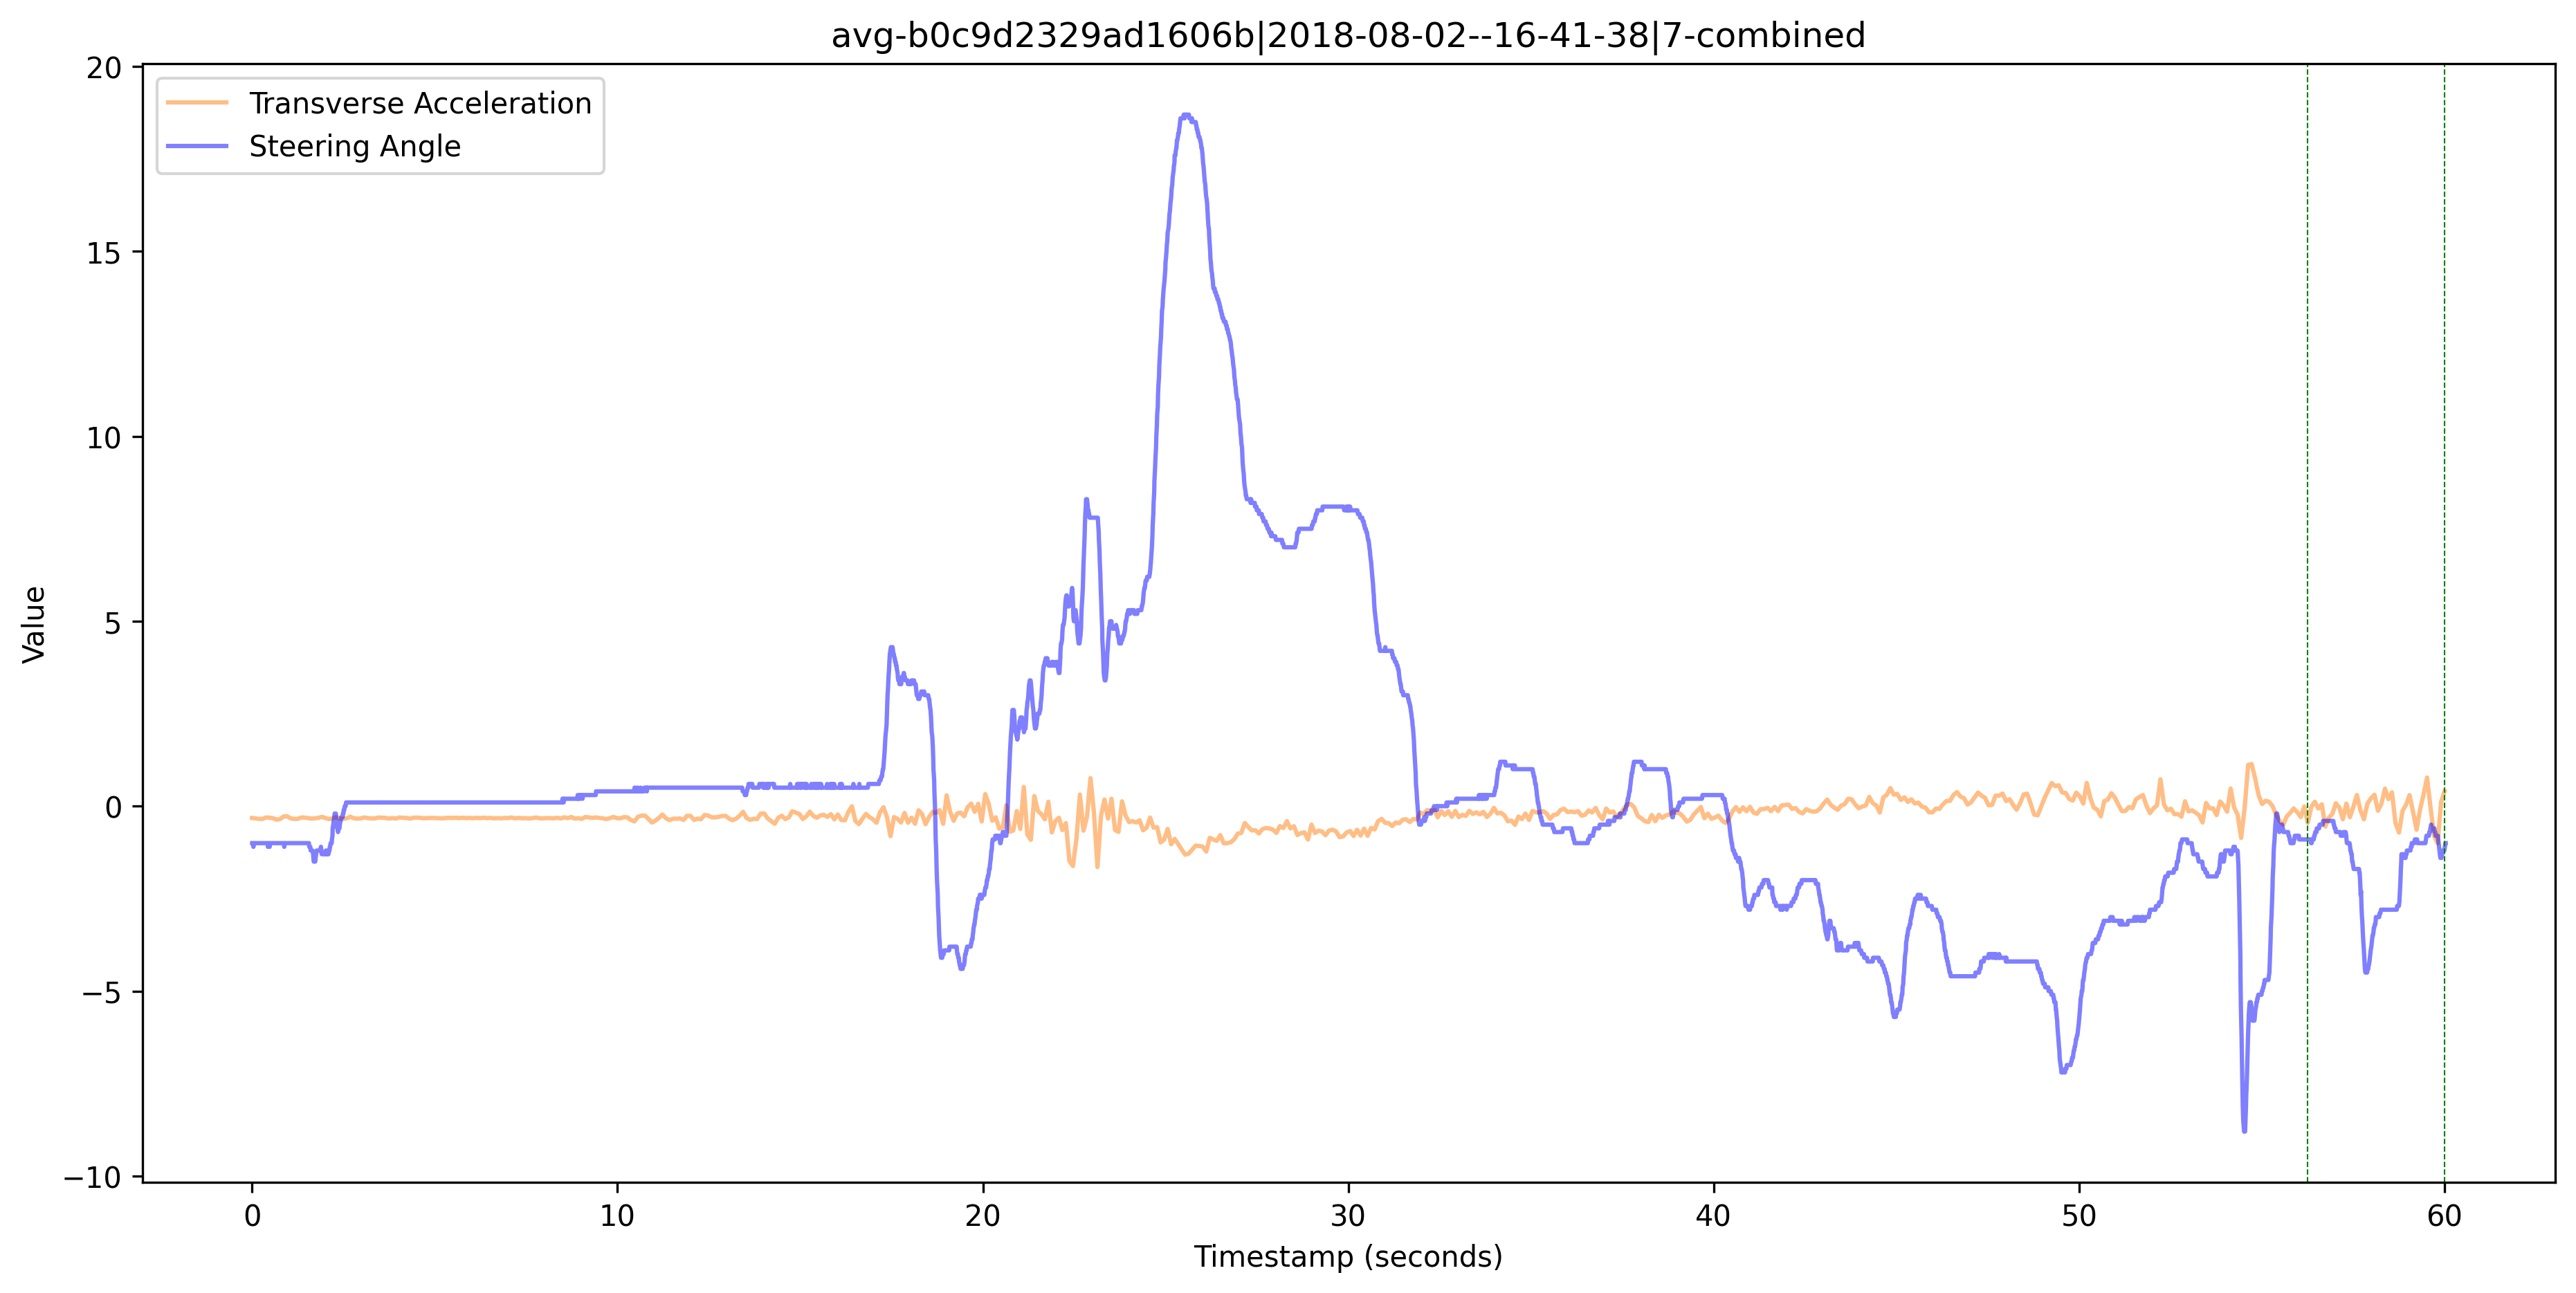 avg-b0c9d2329ad1606b|2018-08-02--16-41-38|7-combined
Transverse Acceleration
Steering Angle
Value
20
15
10
5
0
−5
−10
0 10 20 30 40 50 60
Timestamp (seconds)